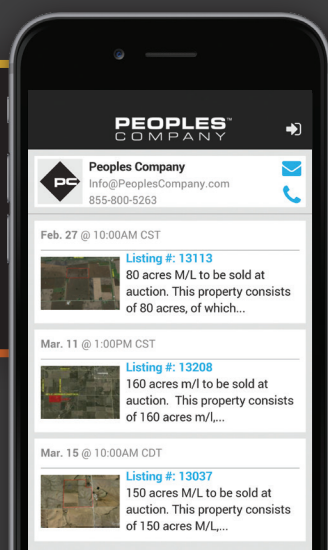 PEOPLES™
COMPANY
PC
Peoples Company
Info@PeoplesCompany.com
855-800-5263
Feb. 27 @ 10:00AM CST
Listing #: 13113
80 acres M/L to be sold at
auction. This property consists
of 80 acres, of which...
Mar. 11 @ 1:00PM CST
Listing #: 13208
160 acres m/l to be sold at
auction.  This property consists
of 160 acres m/l,...
Mar. 15 @ 10:00AM CDT
Listing #: 13037
150 acres M/L to be sold at
auction. This property consists
of 150 acres M/L,...